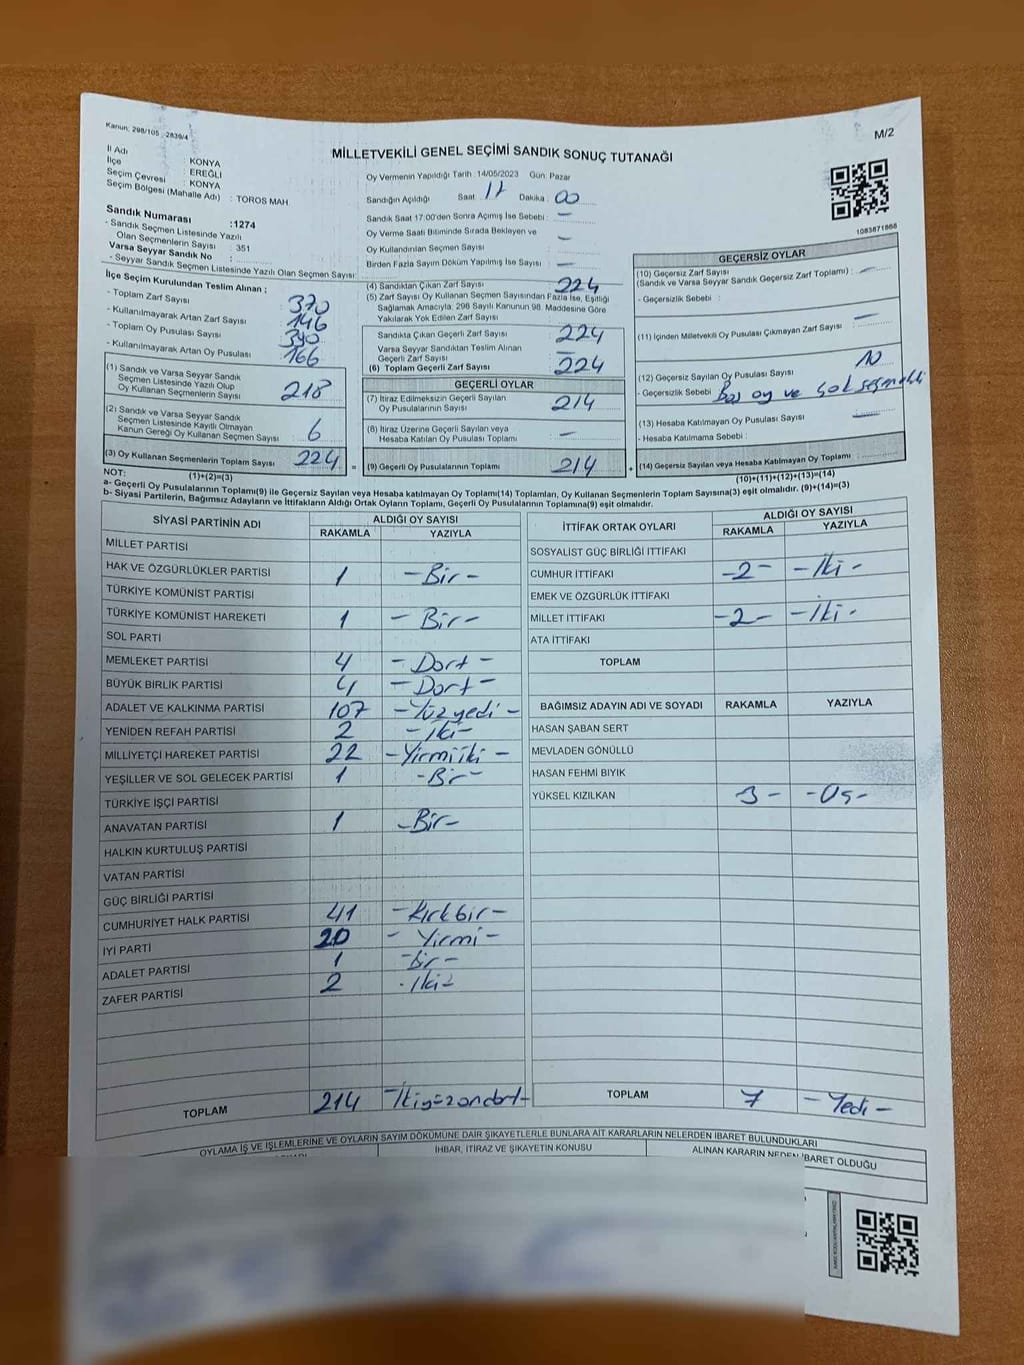 Kanun: 298/105 -2839/4
M/2
MİLLETVEKİLİ GENEL SEÇİMİ SANDIK SONUÇ TUTANAĞI
İl Adı : KONYA
İlçe : EREĞLİ
Seçim Çevresi : KONYA
Seçim Bölgesi (Mahalle Adı) : TOROS MAH.
Sandık Numarası :1274
- Sandık Seçmen Listesinde Yazılı
Olan Seçmenlerin Sayısı : 351
Varsa Seyyar Sandık No :
- Seyyar Sandık Seçmen Listesinde Yazılı Olan Seçmen Sayısı:
Oy Vermenin Yapıldığı Tarih : 14/05/2023 Gün: Pazar
Sandığın Açıldığı Saat: 17 Dakika : 00
Sandık Saat 17:00'den Sonra Açımış İse Sebebi : —
Oy Verme Saati Bitiminde Sırada Bekleyen ve
Oy Kullandırılan Seçmen Sayısı : —
Birden Fazla Sayım Döküm Yapılmış İse Sayısı : —
1083871868
İlçe Seçim Kurulundan Teslim Alınan ;
- Toplam Zarf Sayısı : 370
- Kullanılmayarak Artan Zarf Sayısı : 146
- Toplam Oy Pusulası Sayısı : 390
- Kullanılmayarak Artan Oy Pusulası : 166
(1) Sandık ve Varsa Seyyar Sandık
Seçmen Listesinde Yazılı Olup
Oy Kullanan Seçmenlerin Sayısı : 218
(2) Sandık ve Varsa Seyyar Sandık
Seçmen Listesinde Kayıtlı Olmayan
Kanun Gereği Oy Kullanan Seçmen Sayısı : 6
(3) Oy Kullanan Seçmenlerin Toplam Sayısı : 224
(1)+(2)=(3)
(4) Sandıktan Çıkan Zarf Sayısı : 224
(5) Zarf Sayısı Oy Kullanan Seçmen Sayısından Fazla İse, Eşitliği
Sağlamak Amacıyla; 298 Sayılı Kanunun 98. Maddesine Göre
Yakılarak Yok Edilen Zarf Sayısı :
Sandıkta Çıkan Geçerli Zarf Sayısı : 224
Varsa Seyyar Sandıktan Teslim Alınan
Geçerli Zarf Sayısı : —
(6) Toplam Geçerli Zarf Sayısı : 224
GEÇERLİ OYLAR
(7) İtiraz Edilmeksizin Geçerli Sayılan
Oy Pusulalarının Sayısı : 214
(8) İtiraz Üzerine Geçerli Sayılan veya
Hesaba Katılan Oy Pusulası Toplamı : —
(9) Geçerli Oy Pusulalarının Toplamı : 214
GEÇERSİZ OYLAR
(10) Geçersiz Zarf Sayısı
(Sandık ve Varsa Seyyar Sandık Geçersiz Zarf Toplamı) : —
- Geçersizlik Sebebi :
(11) İçinden Milletvekili Oy Pusulası Çıkmayan Zarf Sayısı : —
(12) Geçersiz Sayılan Oy Pusulası Sayısı : 10
- Geçersizlik Sebebi : Boş oy ve
(13) Hesaba Katılmayan Oy Pusulası Sayısı : —
- Hesaba Katılmama Sebebi :
(14) Geçersiz Sayılan veya Hesaba Katılmayan Oy Toplamı :
(10)+(11)+(12)+(13)=(14)
NOT:
a- Geçerli Oy Pusulalarının Toplamı(9) ile Geçersiz Sayılan veya Hesaba katılmayan Oy Toplamı(14) Toplamları, Oy Kullanan Seçmenlerin Toplam Sayısına(3) eşit olmalıdır. (9)+(14)=(3)
b- Siyasi Partilerin, Bağımsız Adayların ve İttifakların Aldığı Ortak Oyların Toplamı, Geçerli Oy Pusulalarının Toplamına(9) eşit olmalıdır.
SİYASİ PARTİNİN ADI ALDIĞI OY SAYISI
RAKAMLA YAZIYLA
MİLLET PARTİSİ
HAK VE ÖZGÜRLÜKLER PARTİSİ 1 -Bir-
TÜRKİYE KOMÜNİST PARTİSİ
TÜRKİYE KOMÜNİST HAREKETİ 1 -Bir-
SOL PARTİ
MEMLEKET PARTİSİ 4 -Dort-
BÜYÜK BİRLİK PARTİSİ 4 -Dort-
ADALET VE KALKINMA PARTİSİ 107 -Yüzyedi-
YENİDEN REFAH PARTİSİ 2 -İki-
MİLLİYETÇİ HAREKET PARTİSİ 22 -Yirmiiki-
YEŞİLLER VE SOL GELECEK PARTİSİ 1 -Bir-
TÜRKİYE İŞÇİ PARTİSİ
ANAVATAN PARTİSİ 1 -Bir-
HALKIN KURTULUŞ PARTİSİ
VATAN PARTİSİ
GÜÇ BİRLİĞİ PARTİSİ
CUMHURİYET HALK PARTİSİ 41 -Kırkbir-
İYİ PARTİ 20 -Yirmi-
ADALET PARTİSİ 1 -bir-
ZAFER PARTİSİ 2 -İki-
TOPLAM 214 -İkiyüzondort-
İTTİFAK ORTAK OYLARI ALDIĞI OY SAYISI
RAKAMLA YAZIYLA
SOSYALİST GÜÇ BİRLİĞİ İTTİFAKI
CUMHUR İTTİFAKI -2- -İki-
EMEK VE ÖZGÜRLÜK İTTİFAKI
MİLLET İTTİFAKI -2- -İki-
ATA İTTİFAKI
TOPLAM
BAĞIMSIZ ADAYIN ADI VE SOYADI RAKAMLA YAZIYLA
HASAN ŞABAN SERT
MEVLADEN GÖNÜLLÜ
HASAN FEHMİ BIYIK
YÜKSEL KIZILKAN 3- -Üç-
TOPLAM 7 -Yedi-
OYLAMA İŞ VE İŞLEMLERİNE VE OYLARIN SAYIM DÖKÜMÜNE DAİR ŞİKAYETLERLE BUNLARA AİT KARARLARIN NELERDEN İBARET BULUNDUKLARI
İHBAR, İTİRAZ VE ŞİKAYETİN KONUSU
ALINAN KARARIN NEDEN İBARET OLDUĞU